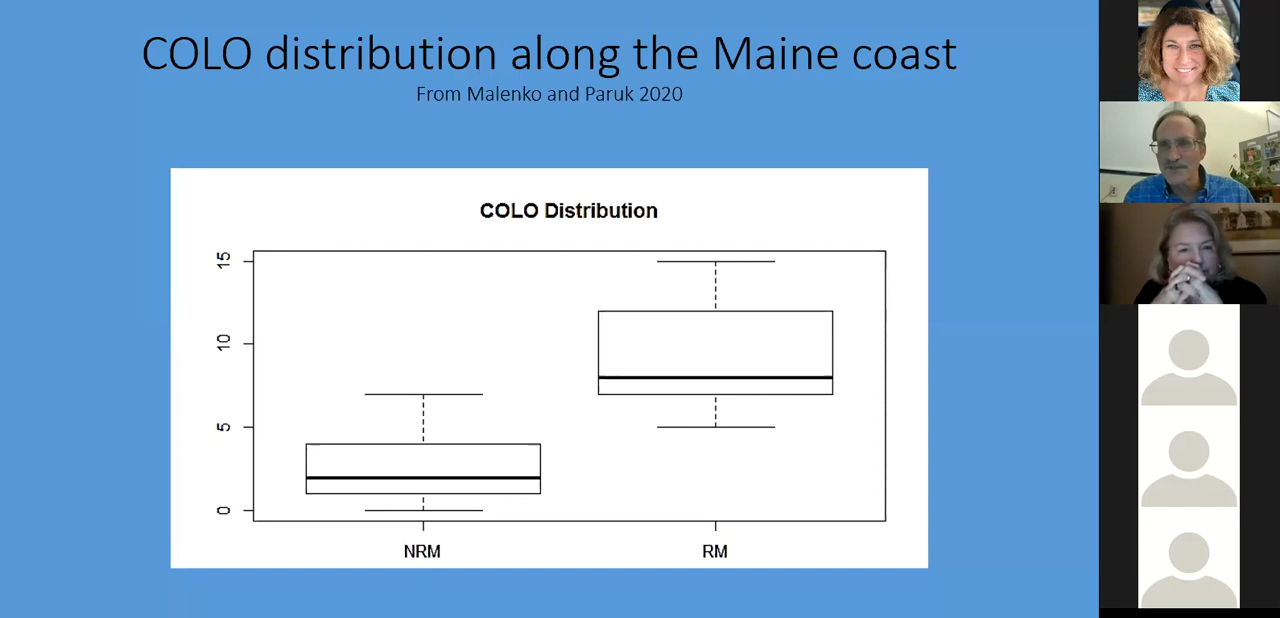 COLO distribution along the Maine coast
From Malenko and Paruk 2020
COLO Distribution
15
10
5
0
NRM
RM